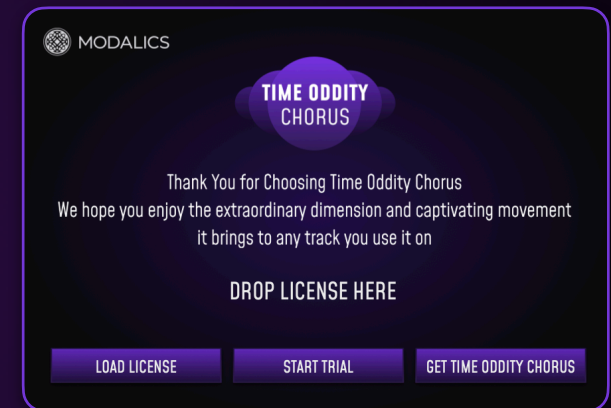 MODALICS
TIME ODDITY
CHORUS
Thank You for Choosing Time Oddity Chorus
We hope you enjoy the extraordinary dimension and captivating movement
it brings to any track you use it on
DROP LICENSE HERE
LOAD LICENSE
START TRIAL
GET TIME ODDITY CHORUS